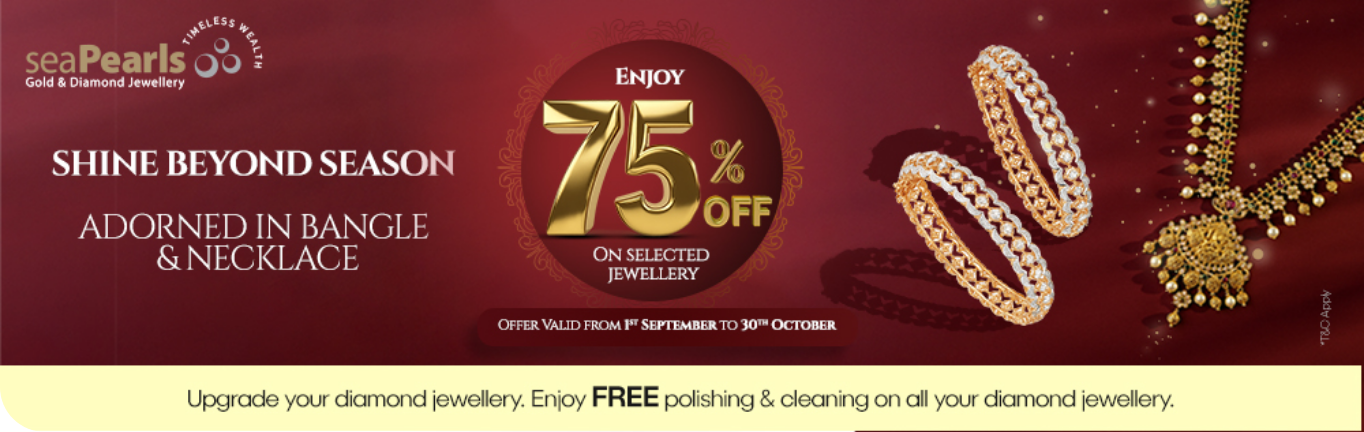 TIMELESS WEALTH
seaPearls
Gold & Diamond Jewellery
SHINE BEYOND SEASON
ADORNED IN BANGLE
& NECKLACE
ENJOY
75% OFF
ON SELECTED
JEWELLERY
OFFER VALID FROM 1ST SEPTEMBER TO 30TH OCTOBER
*T&C Apply
Upgrade your diamond jewellery. Enjoy FREE polishing & cleaning on all your diamond jewellery.